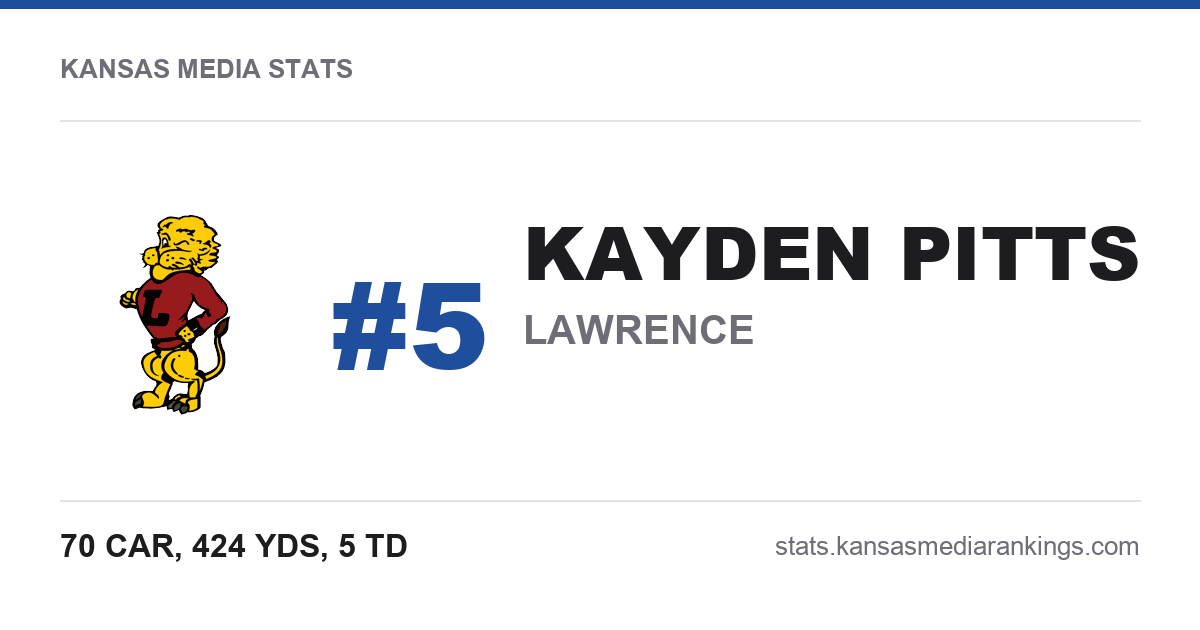 KANSAS MEDIA STATS
L
#5
KAYDEN PITTS
LAWRENCE
70 CAR, 424 YDS, 5 TD
stats.kansasmediarankings.com